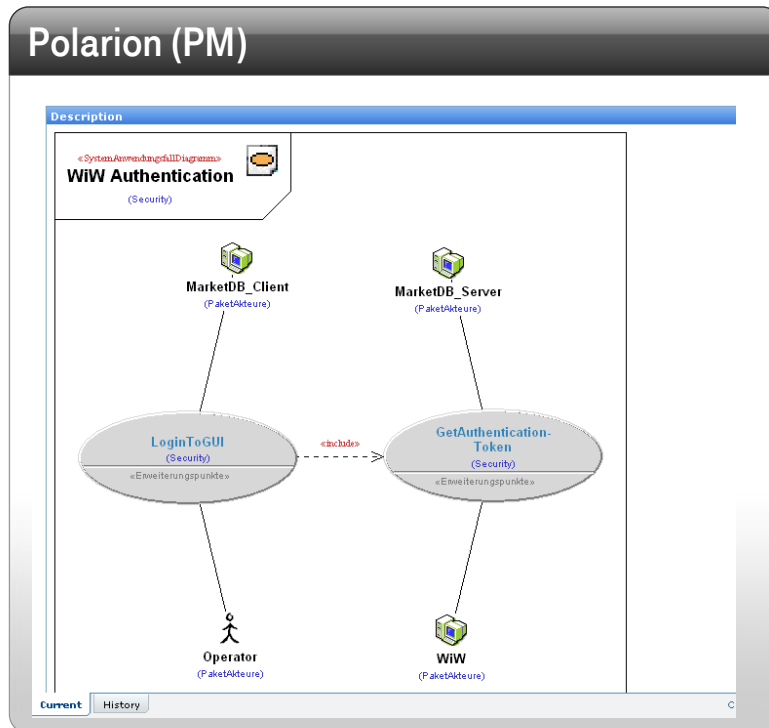 Polarion (PM)
Description
«SystemAnwendungsfallDiagramm»
WiW Authentication
(Security)
MarketDB_Client
(PaketAkteure)
MarketDB_Server
(PaketAkteure)
LoginToGUI
(Security)
«Erweiterungspunkte»
«include»
GetAuthentication-
Token
(Security)
«Erweiterungspunkte»
Operator
(PaketAkteure)
WiW
(PaketAkteure)
Current
History
C